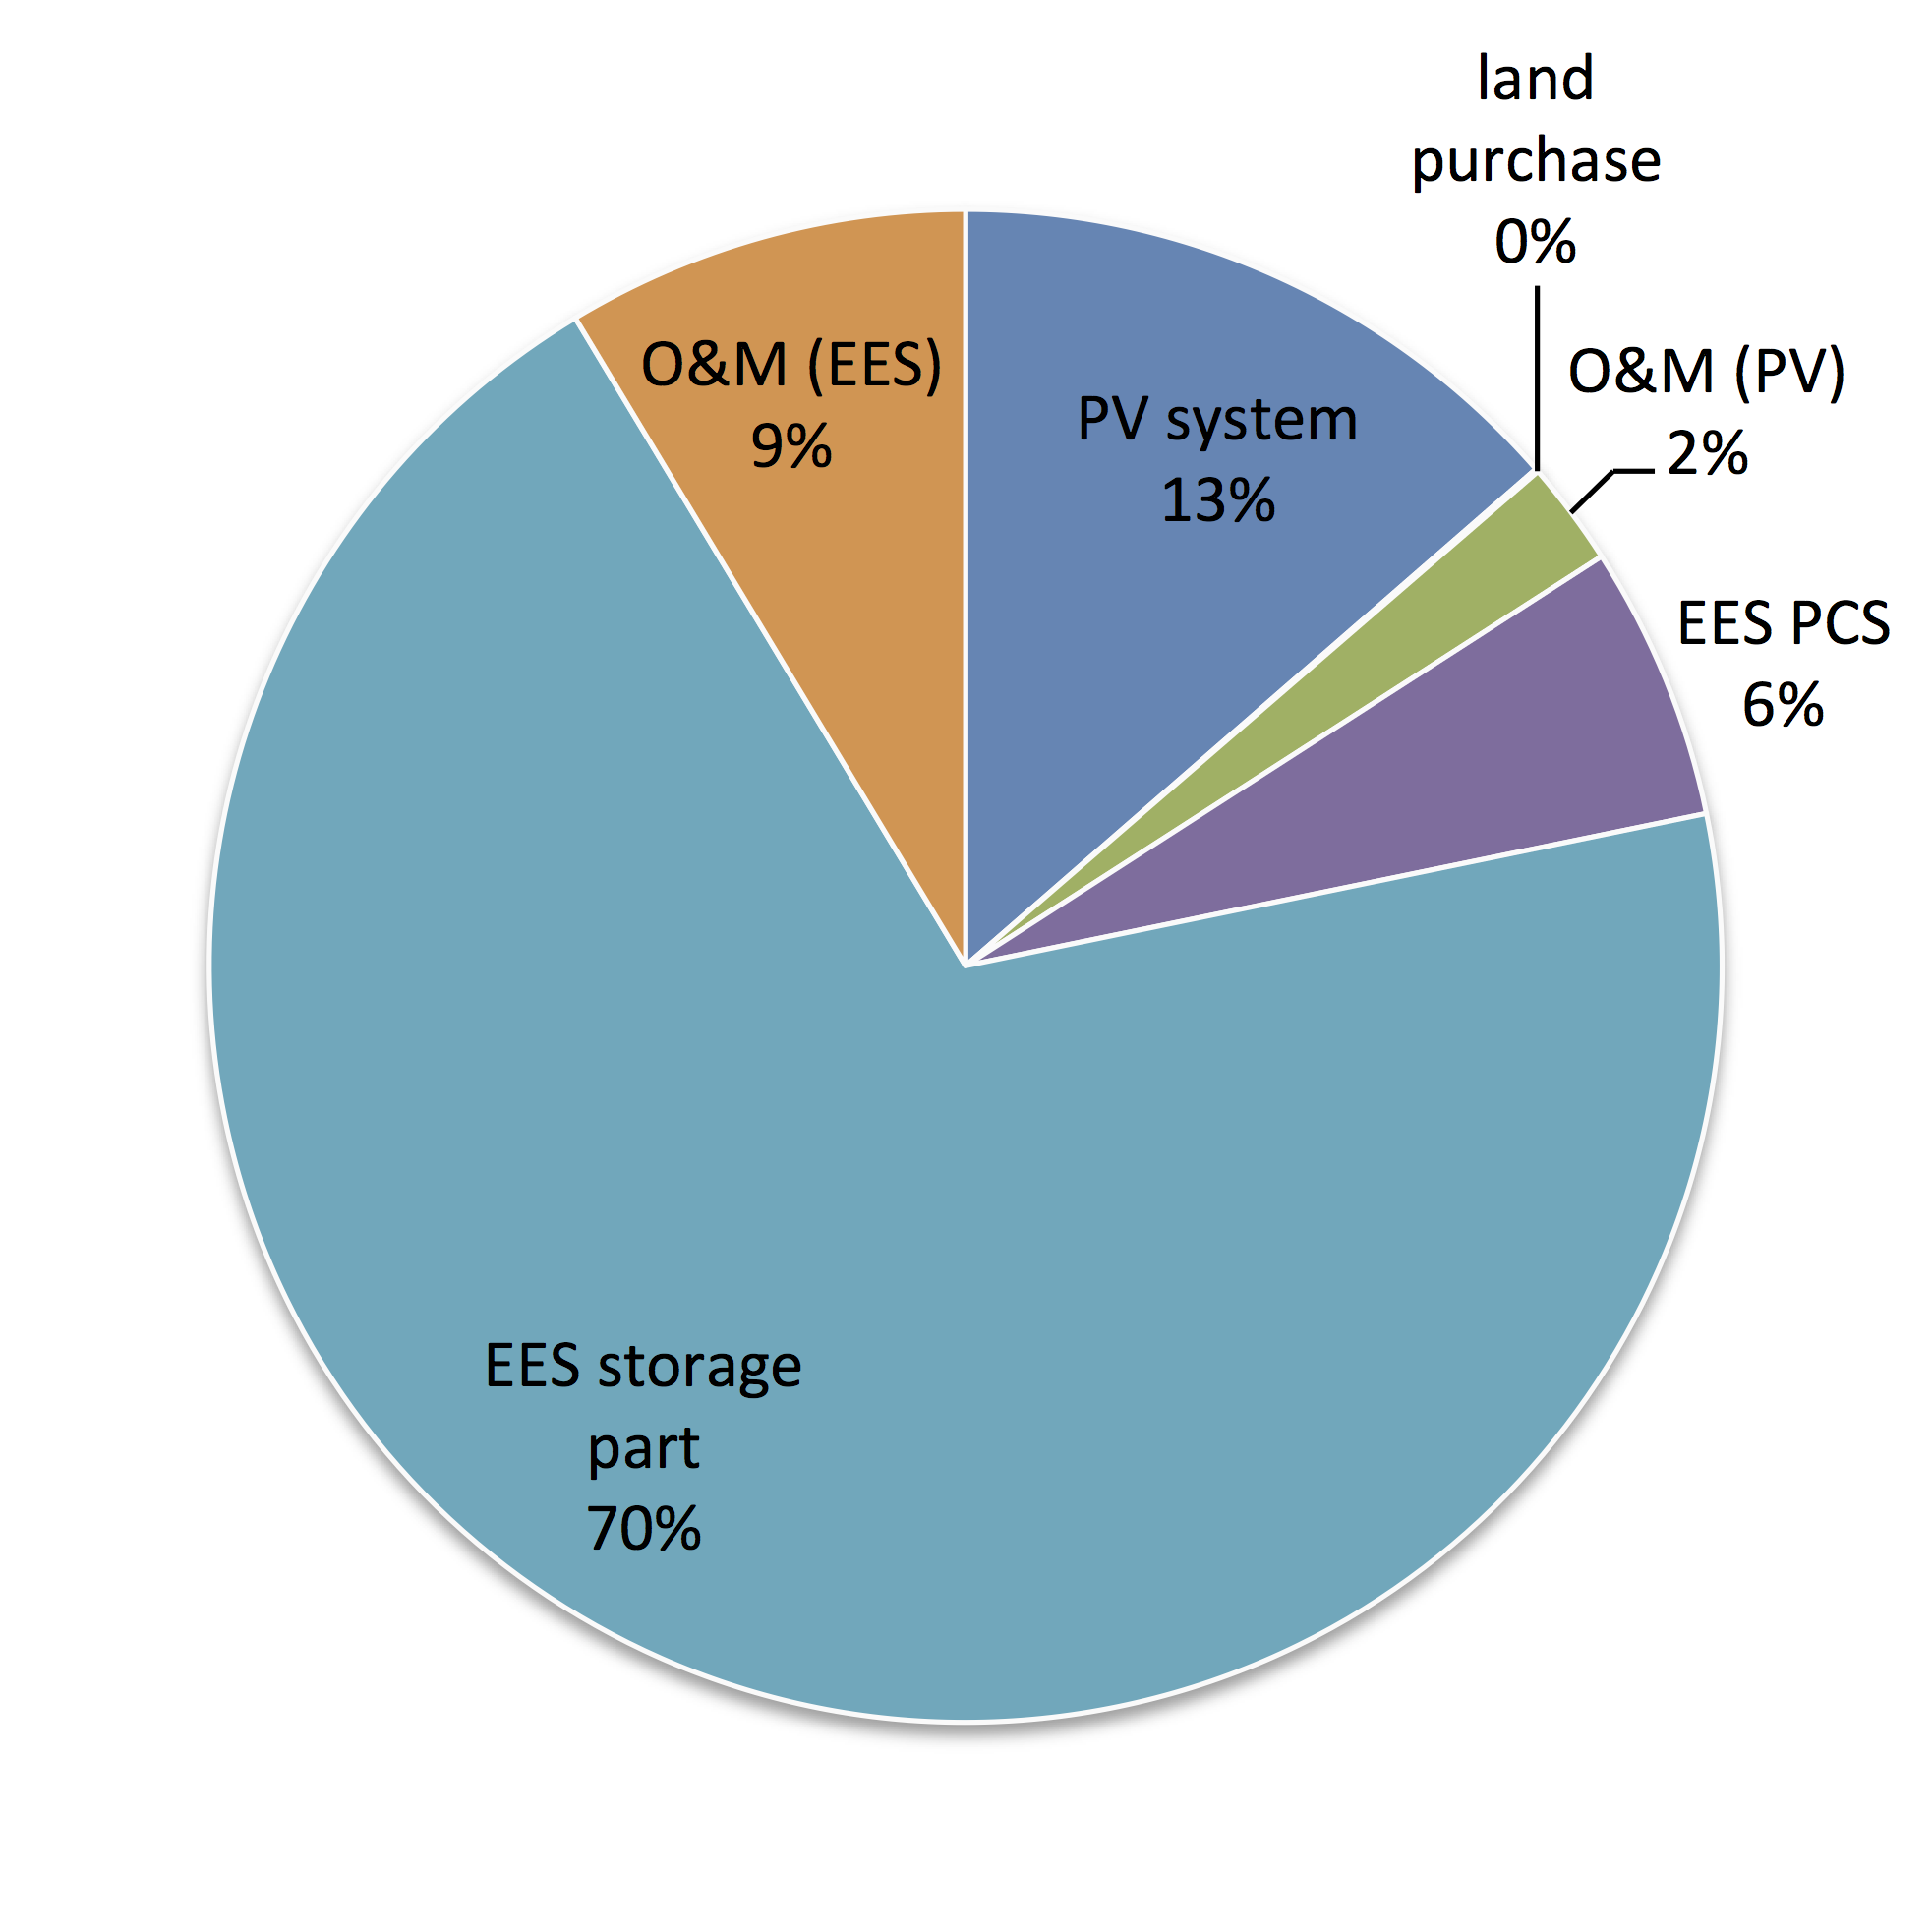 land
purchase
0%
O&M (PV)
2%
EES PCS
6%
O&M (EES)
9%
PV system
13%
EES storage
part
70%